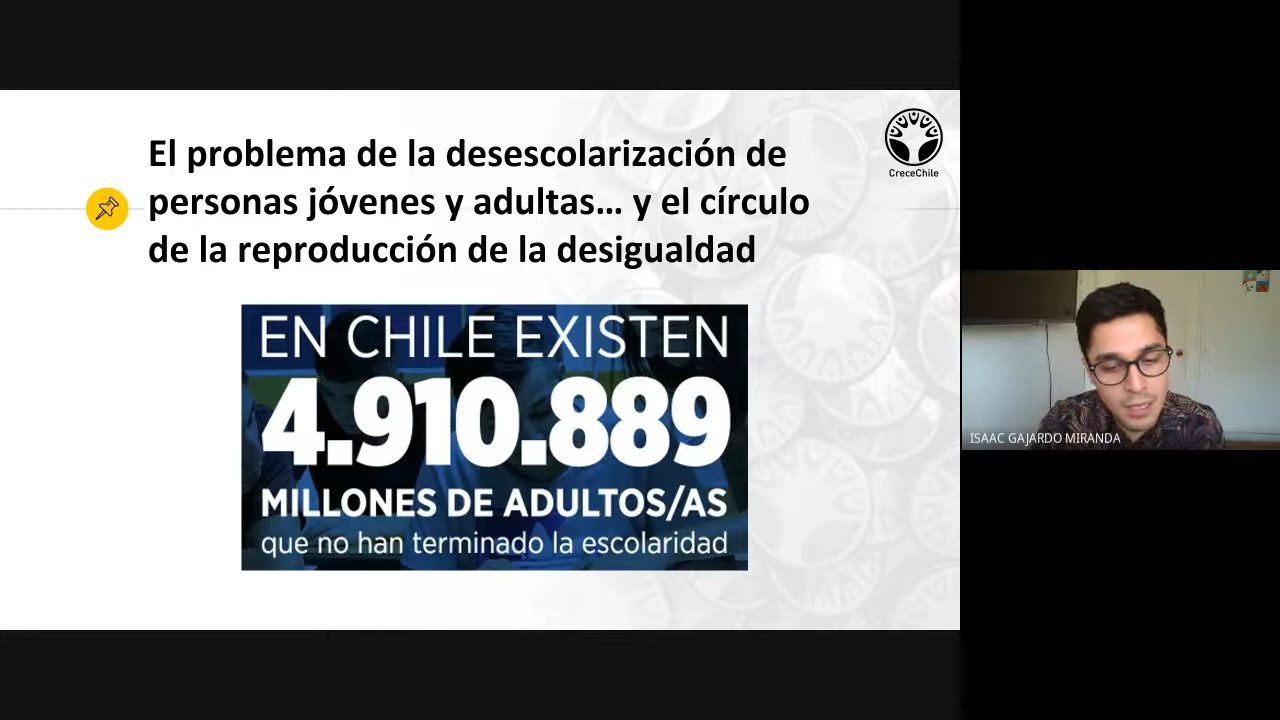 El problema de la desescolarización de
personas jóvenes y adultas... y el círculo
de la reproducción de la desigualdad
CreceChile
EN CHILE EXISTEN
4.910.889
MILLONES DE ADULTOS/AS
que no han terminado la escolaridad
ISAAC GAJARDO MIRANDA